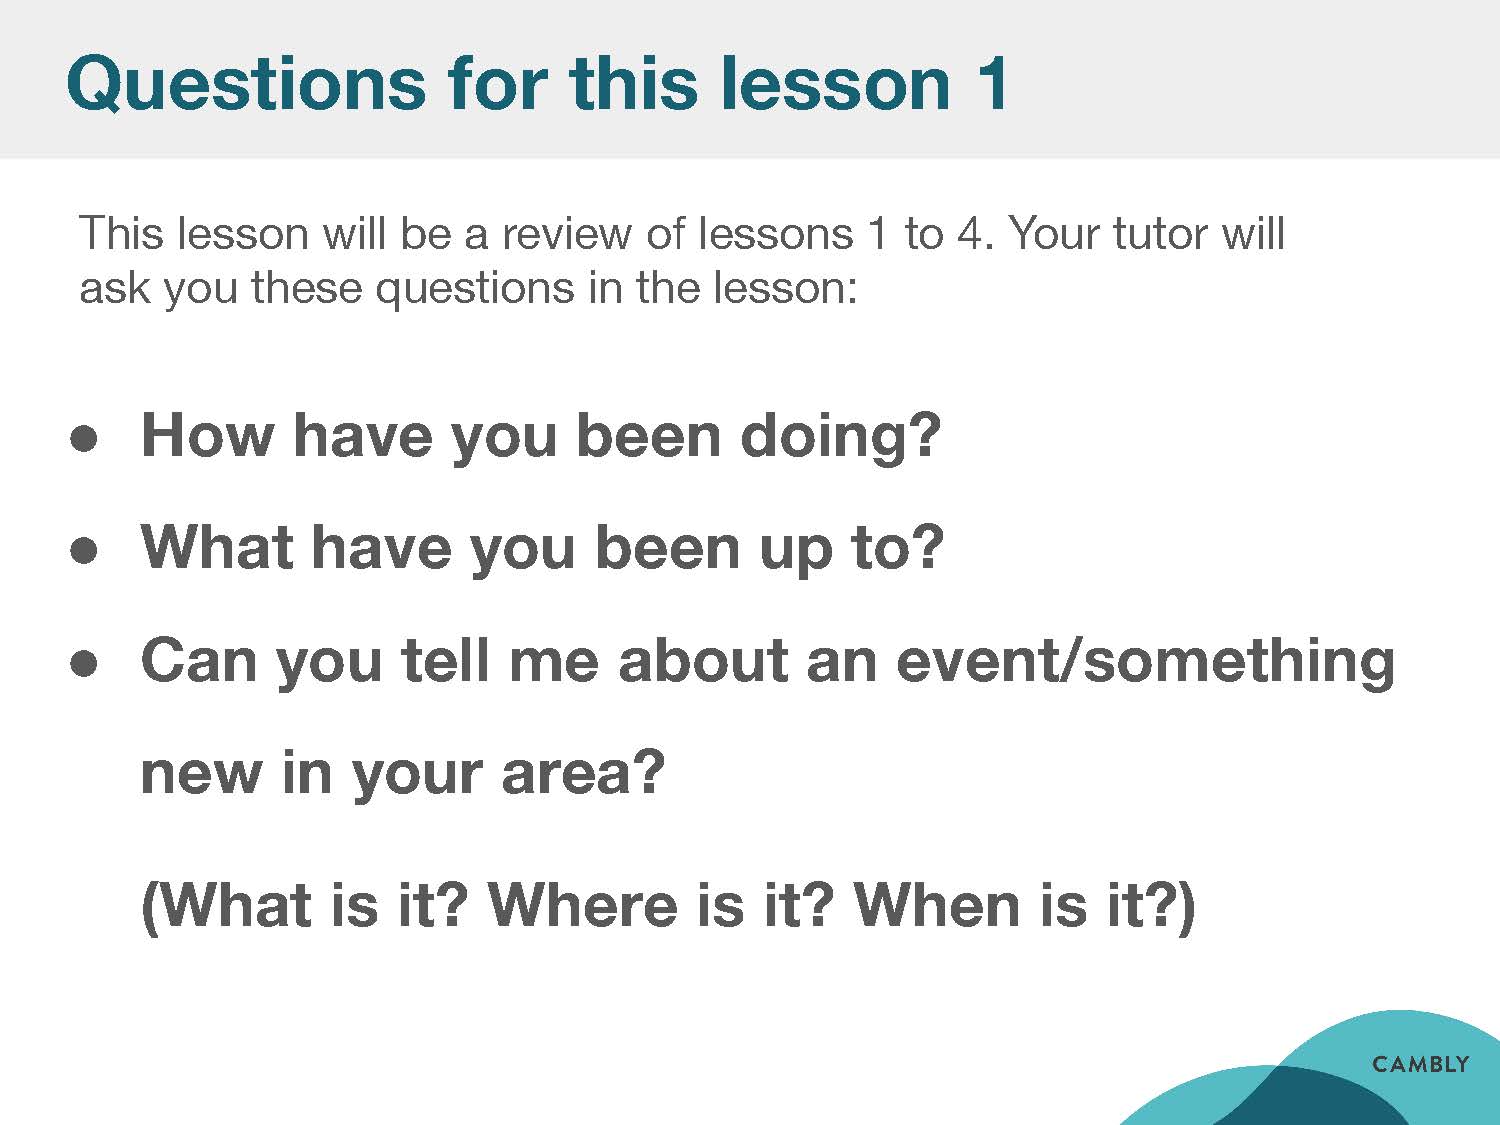 Questions for this lesson 1
This lesson will be a review of lessons 1 to 4. Your tutor will
ask you these questions in the lesson:
● How have you been doing?
● What have you been up to?
● Can you tell me about an event/something
new in your area?
(What is it? Where is it? When is it?)
CAMBLY